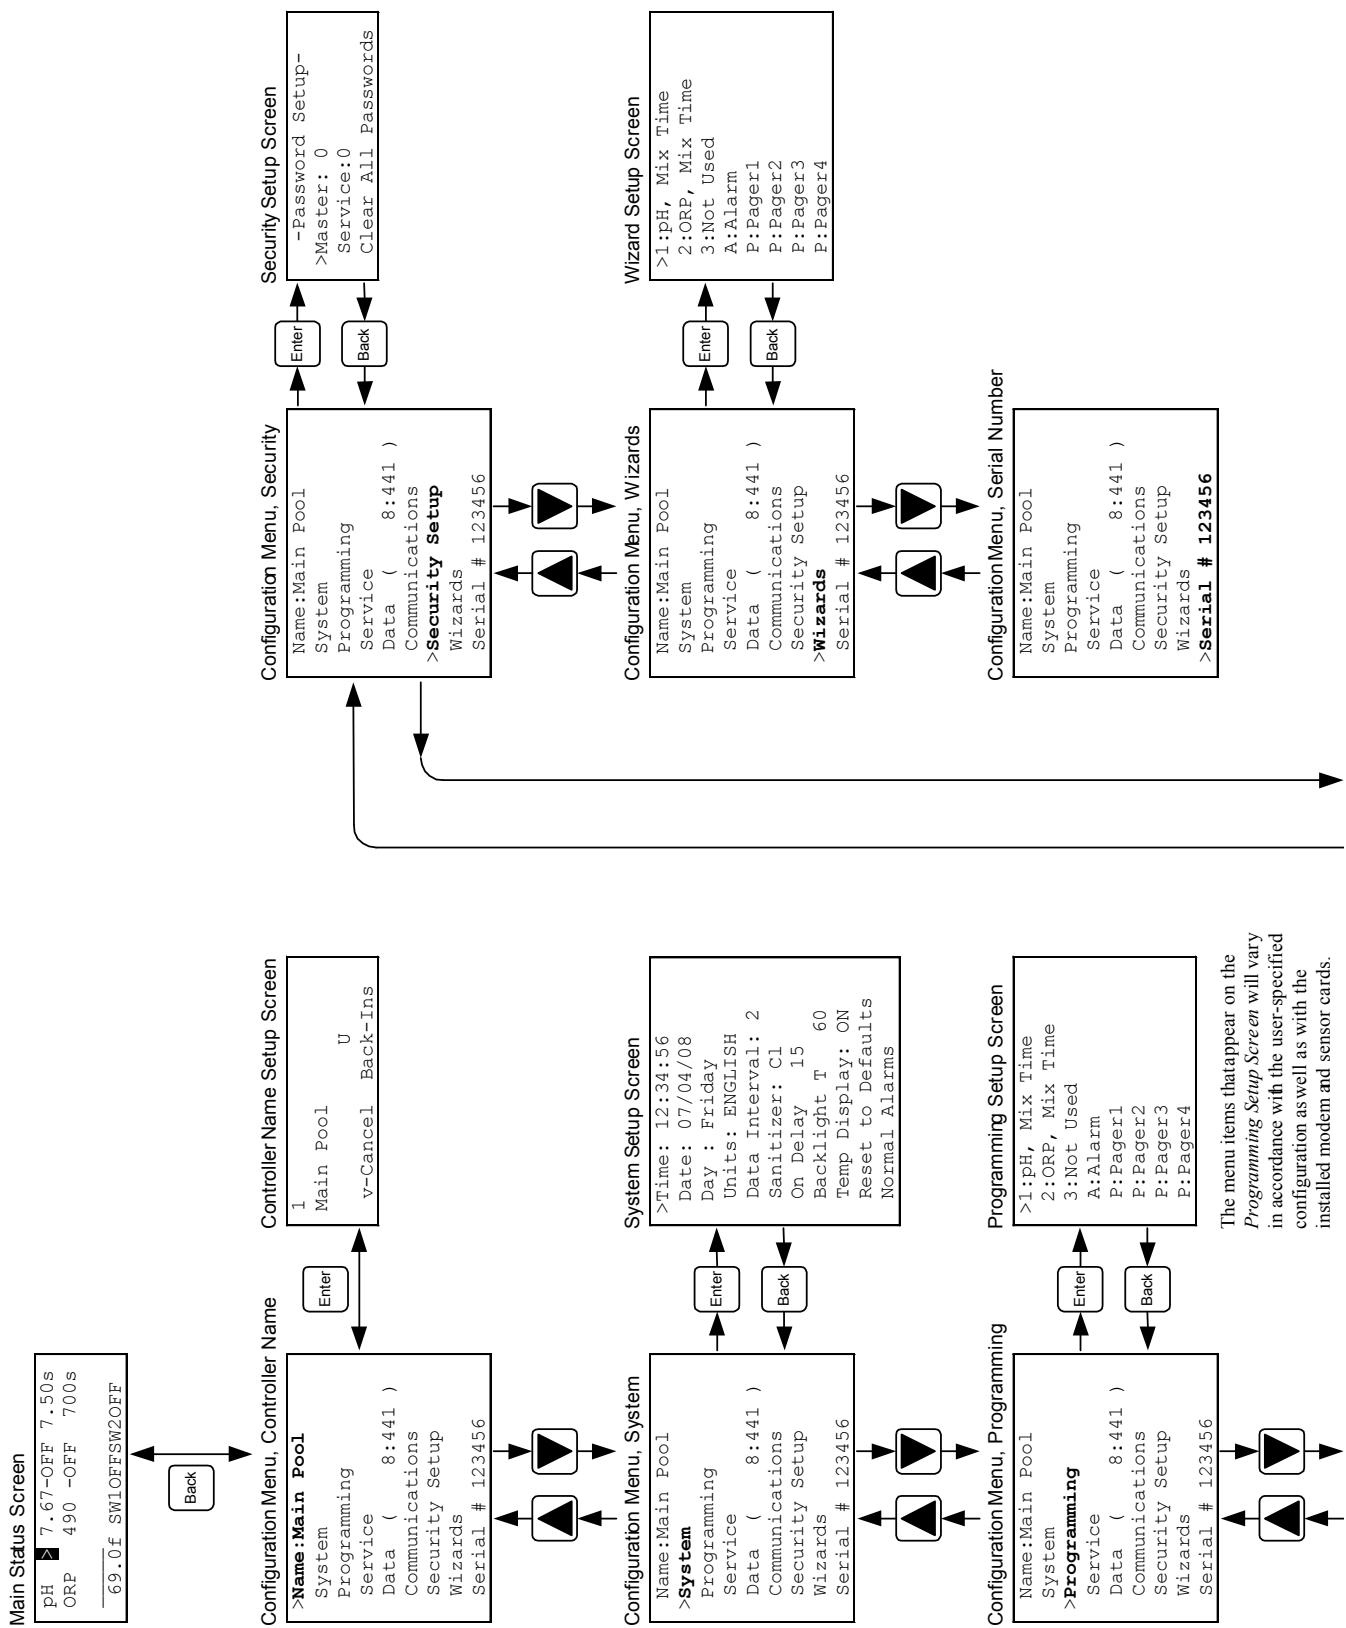 Main Status Screen
pH > 7.67-OFF 7.50s
ORP 490 -OFF 700s
69.0f SW1OFFSW2OFF
Back
Configuration Menu, Controller Name
>Name:Main Pool
System
Programming
Service
Data ( 8:441 )
Communications
Security Setup
Wizards
Serial # 123456
Enter
Controller Name Setup Screen
1
Main Pool
U
v-Cancel Back-Ins
Configuration Menu, System
Name:Main Pool
>System
Programming
Service
Data ( 8:441 )
Communications
Security Setup
Wizards
Serial # 123456
Enter
Back
System Setup Screen
>Time: 12:34:56
Date: 07/04/08
Day : Friday
Units: ENGLISH
Data Interval: 2
Sanitizer: Cl
On Delay 15
Backlight T 60
Temp Display: ON
Reset to Defaults
Normal Alarms
Configuration Menu, Programming
Name:Main Pool
System
>Programming
Service
Data ( 8:441 )
Communications
Security Setup
Wizards
Serial # 123456
Enter
Back
Programming Setup Screen
>1:pH, Mix Time
2:ORP, Mix Time
3:Not Used
A:Alarm
P:Pager1
P:Pager2
P:Pager3
P:Pager4
The menu items that appear on the
Programming Setup Screen will vary
in accordance with the user-specified
configuration as well as with the
installed modem and sensor cards.
Configuration Menu, Security
Name:Main Pool
System
Programming
Service
Data ( 8:441 )
Communications
>Security Setup
Wizards
Serial # 123456
Enter
Back
Security Setup Screen
-Password Setup-
>Master: 0
Service:0
Clear All Passwords
Configuration Menu, Wizards
Name:Main Pool
System
Programming
Service
Data ( 8:441 )
Communications
Security Setup
>Wizards
Serial # 123456
Enter
Back
Wizard Setup Screen
>1:pH, Mix Time
2:ORP, Mix Time
3:Not Used
A:Alarm
P:Pager1
P:Pager2
P:Pager3
P:Pager4
Configuration Menu, Serial Number
Name:Main Pool
System
Programming
Service
Data ( 8:441 )
Communications
Security Setup
Wizards
>Serial # 123456